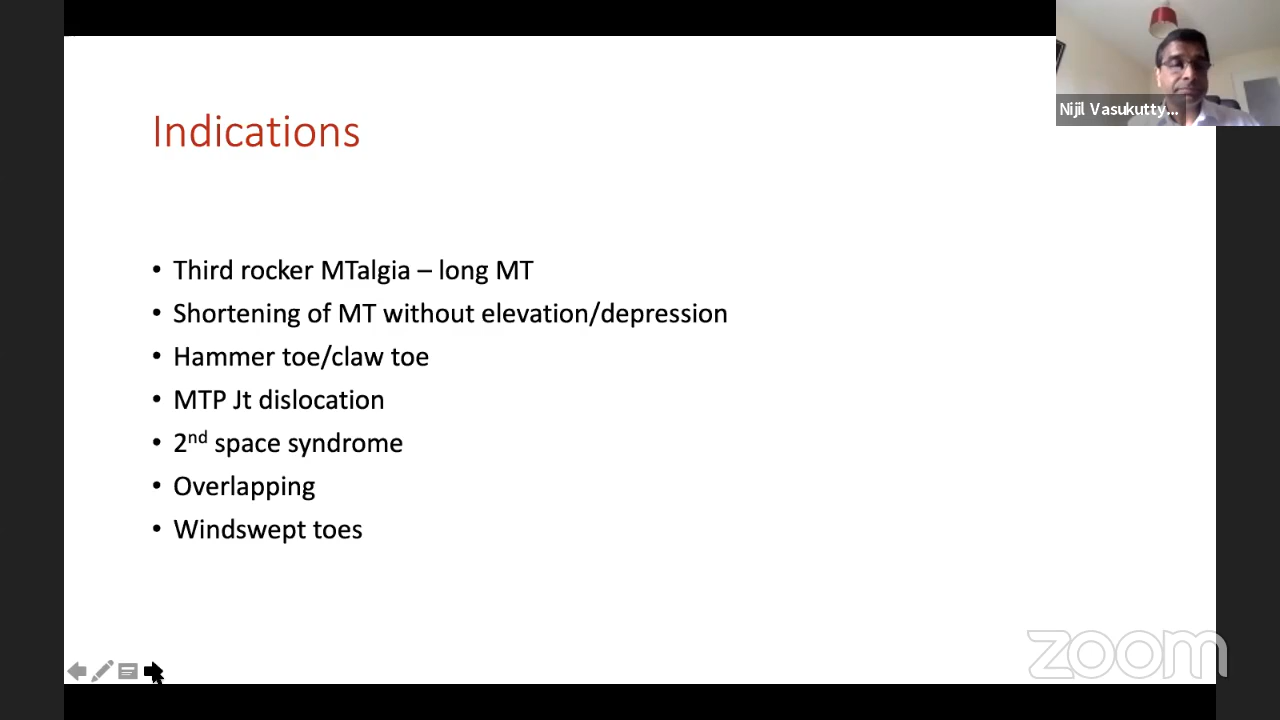 Nijil Vasukutty...
Indications
• Third rocker MTalgia – long MT
• Shortening of MT without elevation/depression
• Hammer toe/claw toe
• MTP Jt dislocation
• 2nd space syndrome
• Overlapping
• Windswept toes
zoom